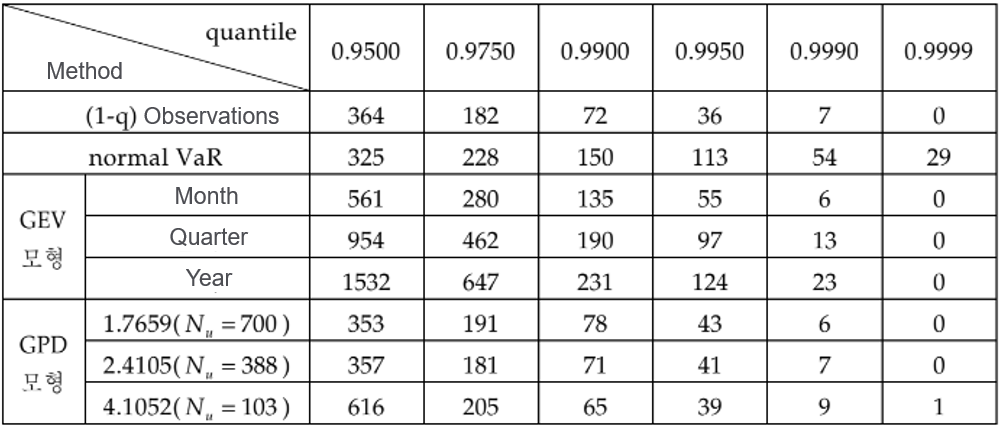 quantile 0.9500 0.9750 0.9900 0.9950 0.9990 0.9999
Method
(1-q) Observations 364 182 72 36 7 0
normal VaR 325 228 150 113 54 29
GEV 모형 Month 561 280 135 55 6 0
Quarter 954 462 190 97 13 0
Year 1532 647 231 124 23 0
GPD 모형 1.7659( N_u = 700 ) 353 191 78 43 6 0
2.4105( N_u = 388 ) 357 181 71 41 7 0
4.1052( N_u = 103 ) 616 205 65 39 9 1